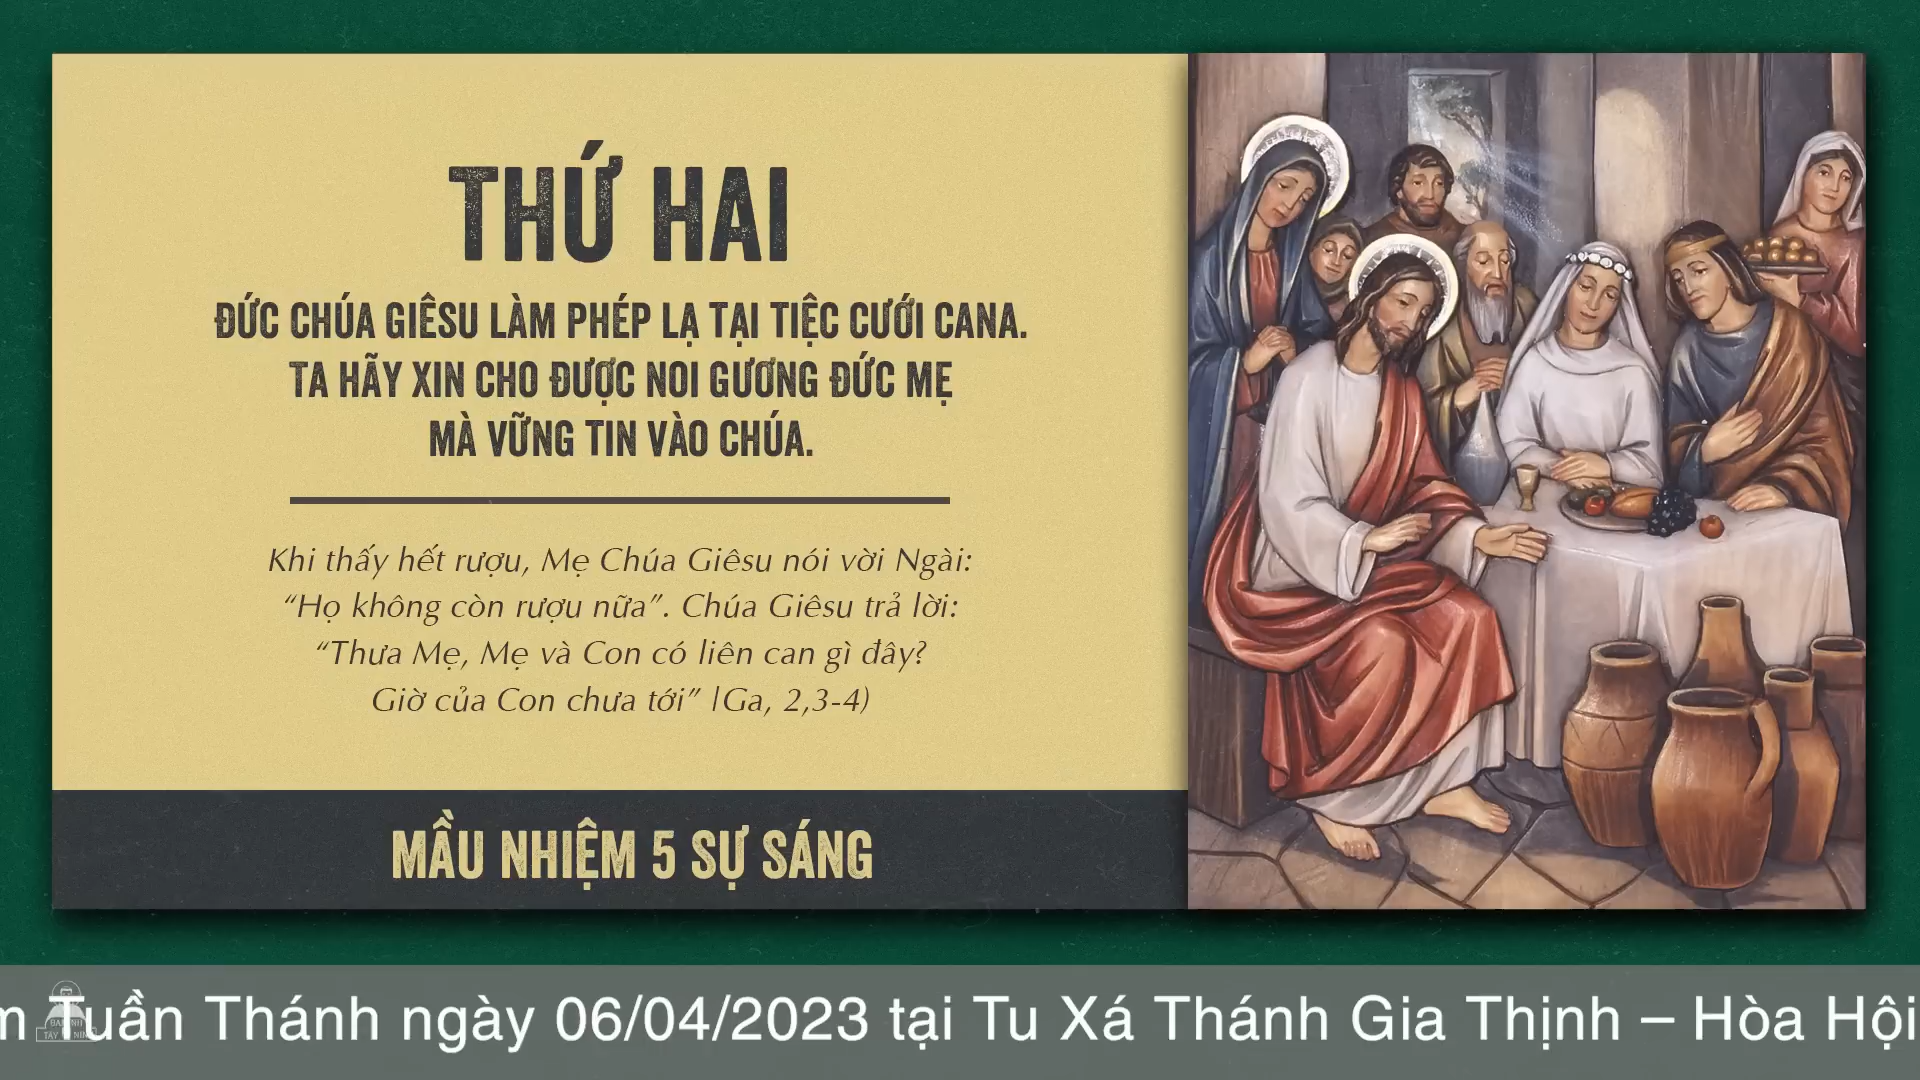 THỨ HAI
ĐỨC CHÚA GIÊSU LÀM PHÉP LẠ TẠI TIỆC CƯỚI CANA.
TA HÃY XIN CHO ĐƯỢC NOI GƯƠNG ĐỨC MẸ
MÀ VỮNG TIN VÀO CHÚA.
Khi thấy hết rượu, Mẹ Chúa Giêsu nói vời Ngài:
“Họ không còn rượu nữa”. Chúa Giêsu trả lời:
“Thưa Mẹ, Mẹ và Con có liên can gì đây?
Giờ của Con chưa tới” |Ga, 2,3-4)
MẦU NHIỆM 5 SỰ SÁNG
m Tuần Thánh ngày 06/04/2023 tại Tu Xá Thánh Gia Thịnh – Hòa Hội